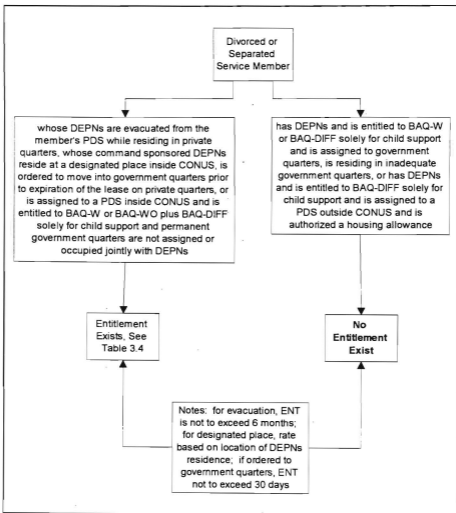 Divorced or
Separated
Service Member
whose DEPNs are evacuated from the
member's PDS while residing in private
quarters, whose command sponsored DEPNs
reside at a designated place inside CONUS, is
ordered to move into government quarters prior
to expiration of the lease on private quarters, or
is assigned to a PDS inside CONUS and is
entitled to BAQ-W or BAQ-WO plus BAQ-DIFF
solely for child support and permanent
government quarters are not assigned or
occupied jointly with DEPNs
has DEPNs and is entitled to BAQ-W
or BAQ-DIFF solely for child support
and is assigned to government
quarters, is residing in inadequate
government quarters, or has DEPNs
and is entitled to BAQ-DIFF solely for
child support and is assigned to a
PDS outside CONUS and is
authorized a housing allowance
Entitlement
Exists, See
Table 3.4
No
Entitlement
Exist
Notes: for evacuation, ENT
is not to exceed 6 months;
for designated place, rate
based on location of DEPNs
residence; if ordered to
government quarters, ENT
not to exceed 30 days